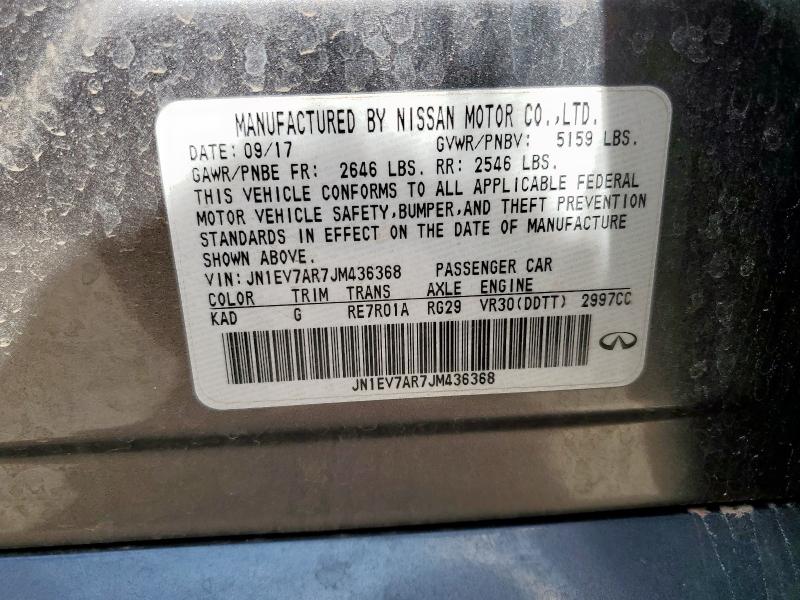 MANUFACTURED BY NISSAN MOTOR CO.,LTD.
DATE: 09/17 GVWR/PNBV: 5159 LBS.
GAWR/PNBE FR: 2646 LBS. RR: 2546 LBS.
THIS VEHICLE CONFORMS TO ALL APPLICABLE FEDERAL
MOTOR VEHICLE SAFETY,BUMPER,AND THEFT PREVENTION
STANDARDS IN EFFECT ON THE DATE OF MANUFACTURE
SHOWN ABOVE.
VIN: JN1EV7AR7JM436368 PASSENGER CAR
COLOR TRIM TRANS AXLE ENGINE
KAD G RE7R01A RG29 VR30(DDTT) 2997CC
JN1EV7AR7JM436368